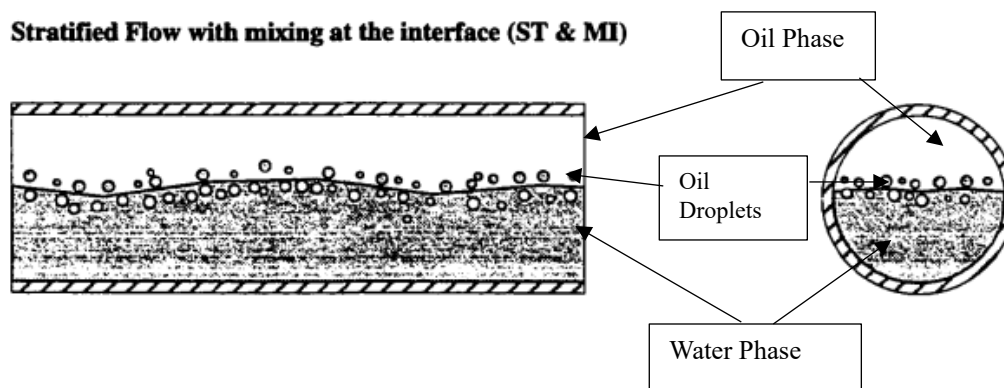 Stratified Flow with mixing at the interface (ST & MI)
Oil Phase
Oil
Droplets
Water Phase